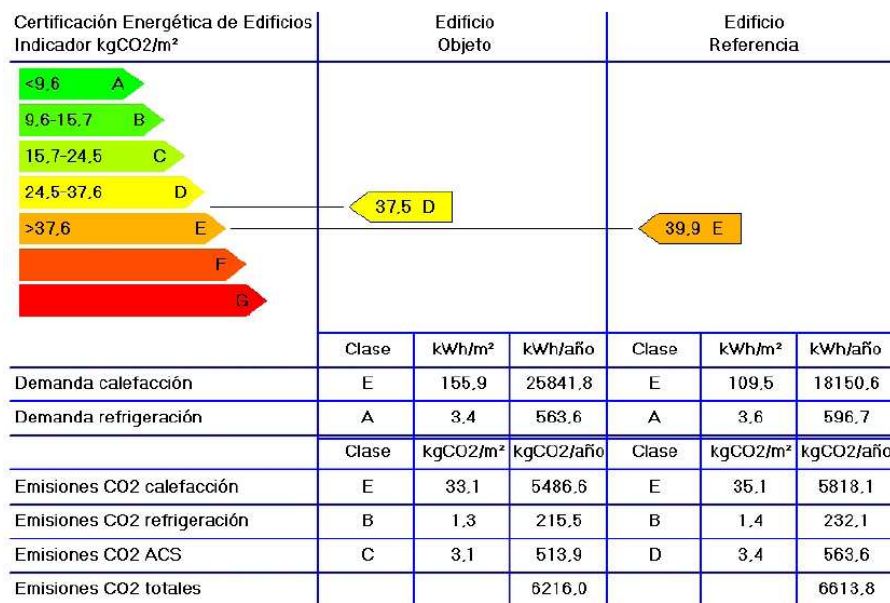 Certificación Energética de Edificios
Indicador kgCO2/m²
Edificio
Objeto
Edificio
Referencia
<9,6 A
9,6-15,7 B
15,7-24,5 C
24,5-37,6 D
>37,6 E
F
G
37,5 D
39,9 E
Clase kWh/m² kWh/año Clase kWh/m² kWh/año
Demanda calefacción E 155,9 25841,8 E 109,5 18150,6
Demanda refrigeración A 3,4 563,6 A 3,6 596,7
Clase kgCO2/m² kgCO2/año Clase kgCO2/m² kgCO2/año
Emisiones CO2 calefacción E 33,1 5486,6 E 35,1 5818,1
Emisiones CO2 refrigeración B 1,3 215,5 B 1,4 232,1
Emisiones CO2 ACS C 3,1 513,9 D 3,4 563,6
Emisiones CO2 totales 6216,0 6613,8